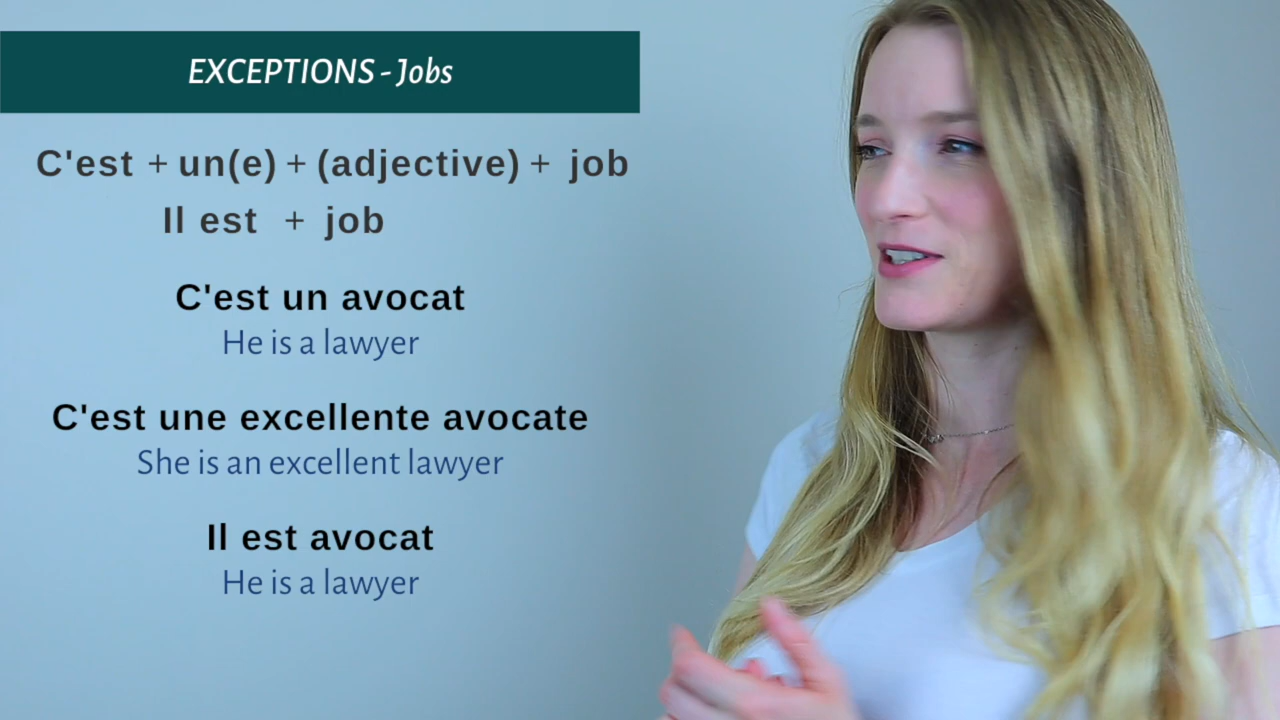 EXCEPTIONS - Jobs
C'est + un(e) + (adjective) + job
Il est + job
C'est un avocat
He is a lawyer
C'est une excellente avocate
She is an excellent lawyer
Il est avocat
He is a lawyer